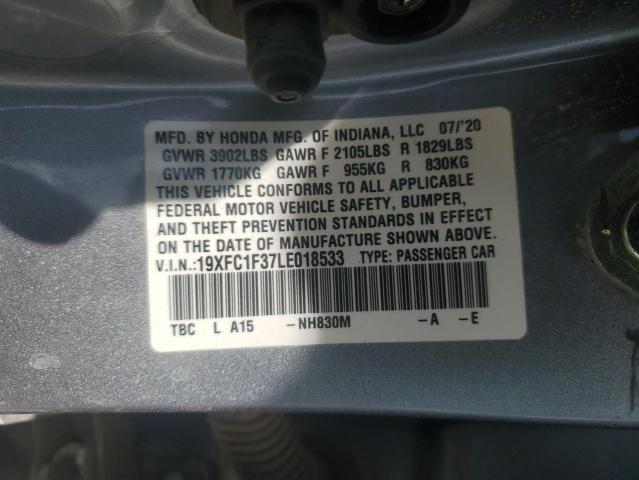 MFD. BY HONDA MFG. OF INDIANA, LLC 07/'20
GVWR 3902LBS GAWR F 2105LBS R 1829LBS
GVWR 1770KG GAWR F 955KG R 830KG
THIS VEHICLE CONFORMS TO ALL APPLICABLE
FEDERAL MOTOR VEHICLE SAFETY, BUMPER,
AND THEFT PREVENTION STANDARDS IN EFFECT
ON THE DATE OF MANUFACTURE SHOWN ABOVE.
V.I.N.:19XFC1F37LE018533 TYPE: PASSENGER CAR
TBC L A15 -NH830M -A -E